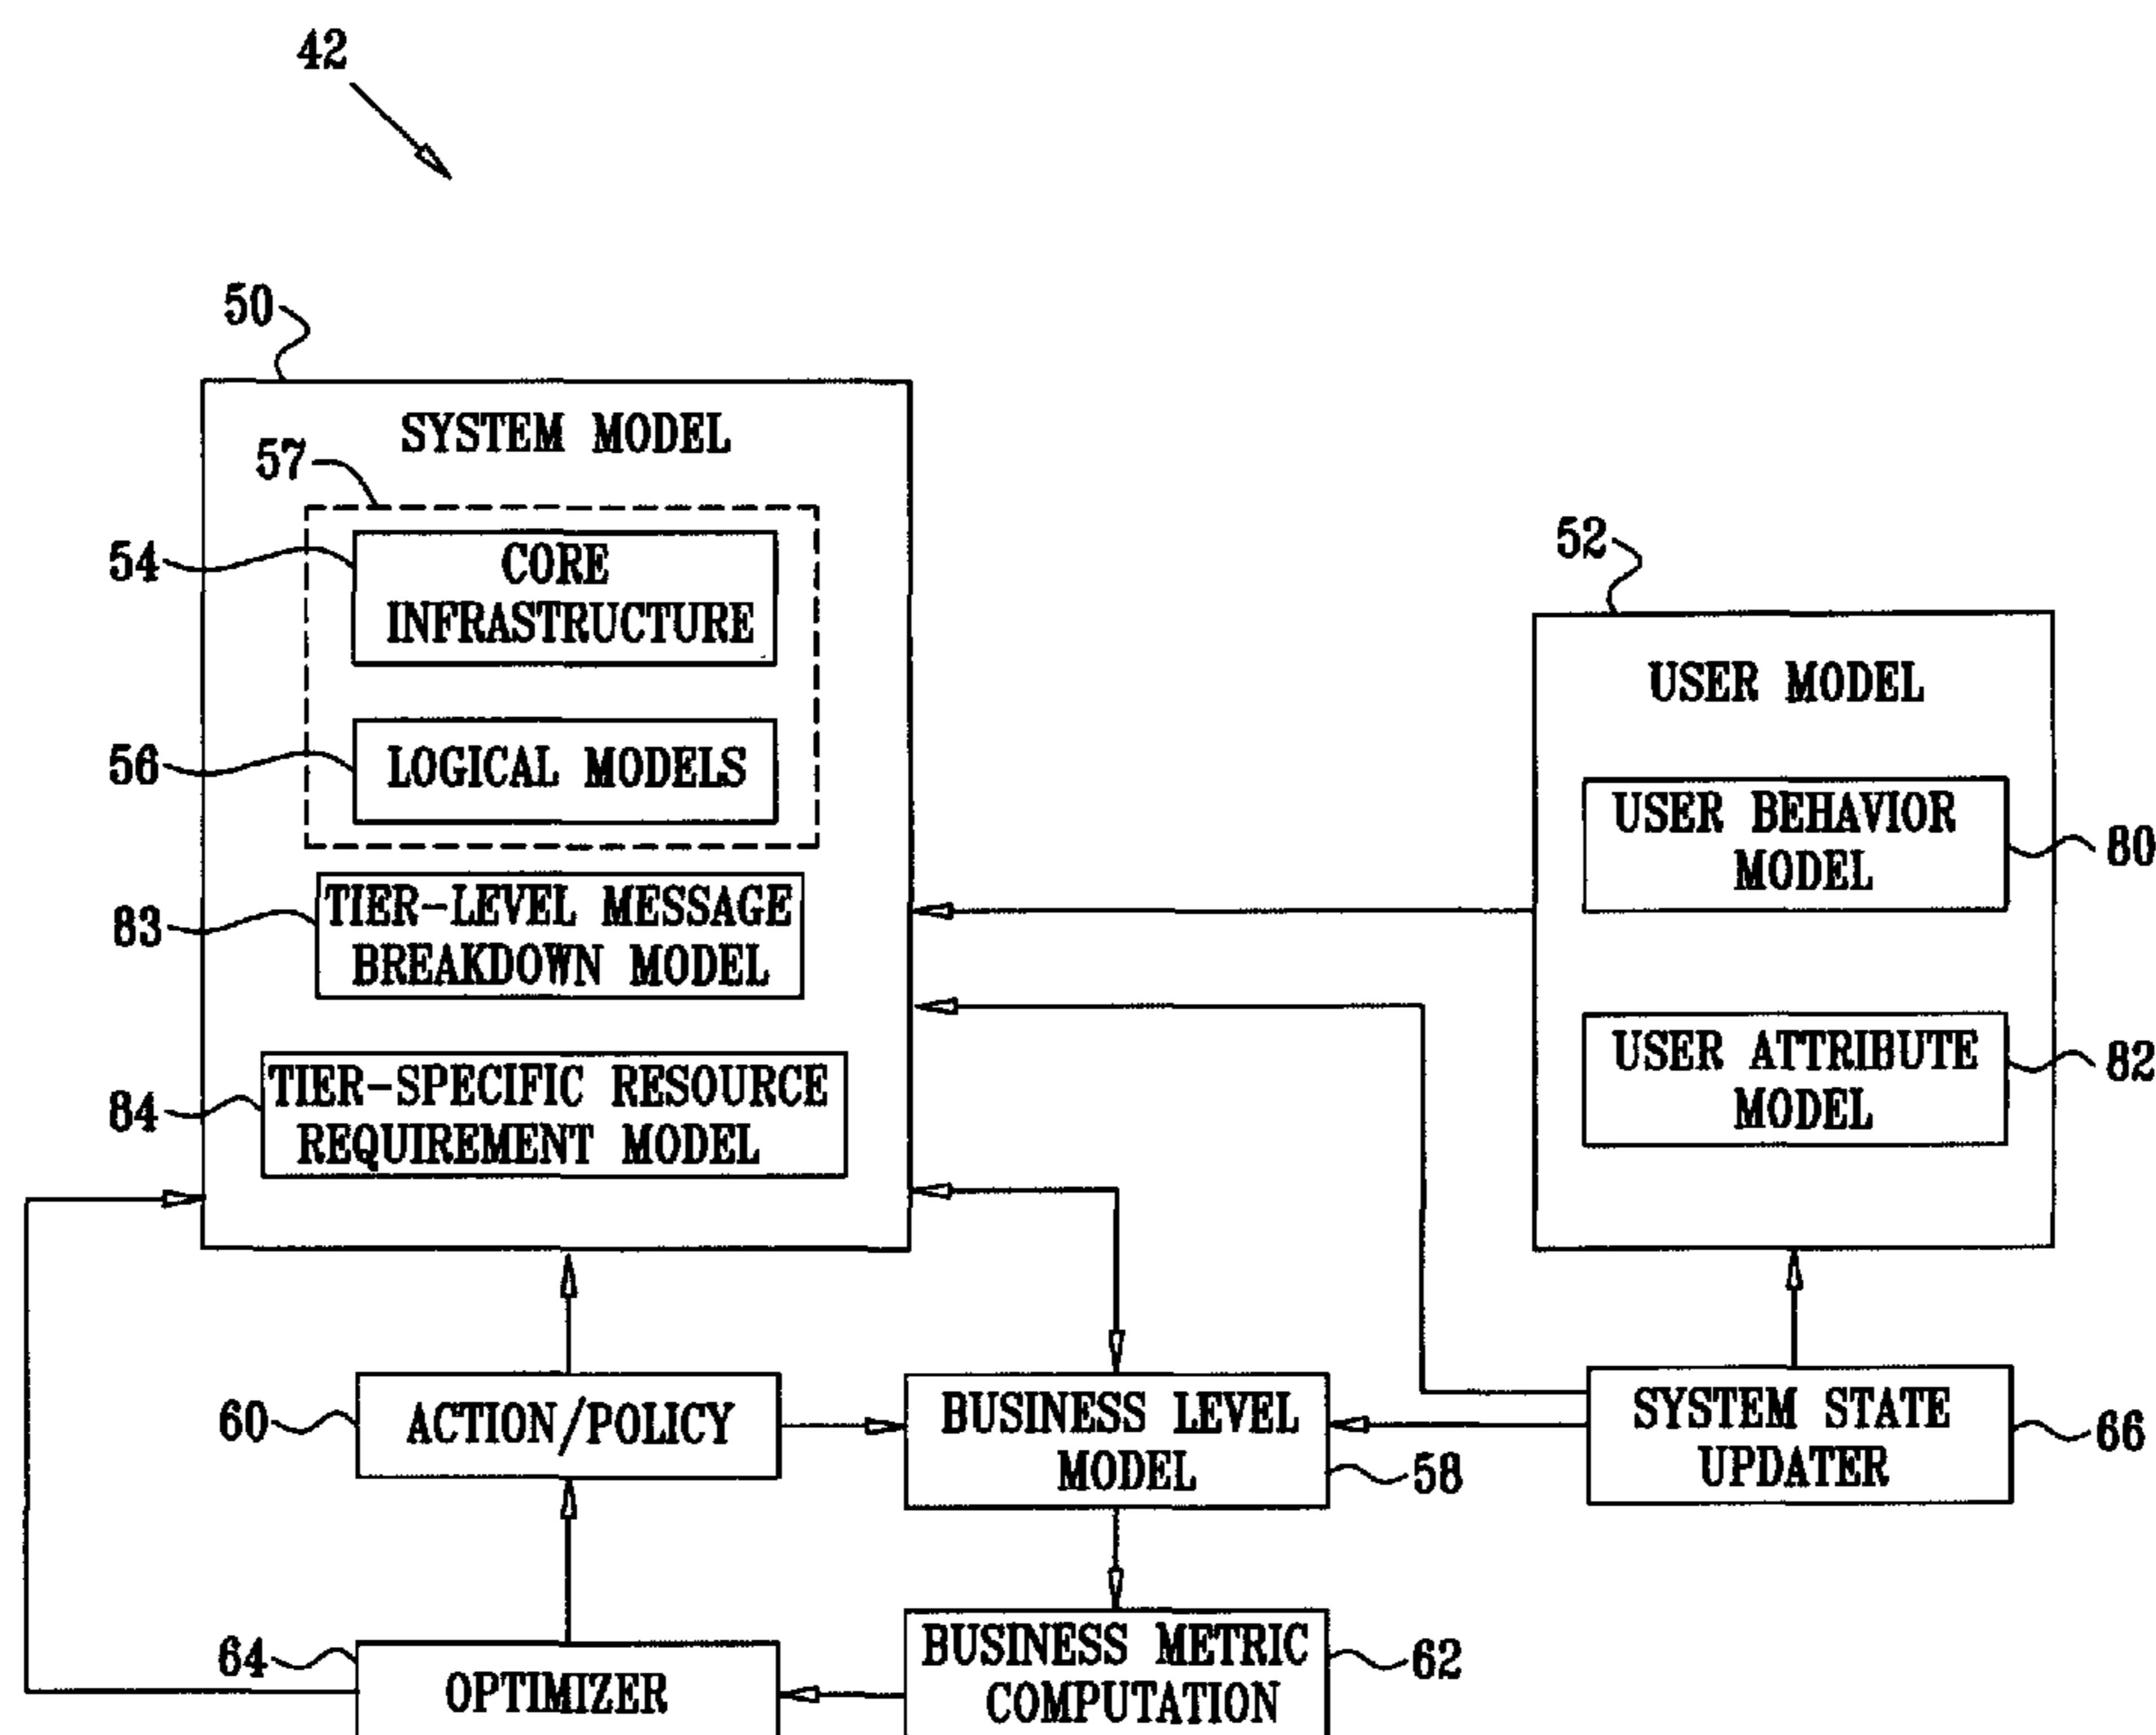 42
50
SYSTEM MODEL
57
54
CORE
INFRASTRUCTURE
56
LOGICAL MODELS
83
TIER-LEVEL MESSAGE
BREAKDOWN MODEL
84
TIER-SPECIFIC RESOURCE
REQUIREMENT MODEL
52
USER MODEL
USER BEHAVIOR
MODEL
80
USER ATTRIBUTE
MODEL
82
60
ACTION/POLICY
BUSINESS LEVEL
MODEL
58
SYSTEM STATE
UPDATER
66
64
OPTIMIZER
BUSINESS METRIC
COMPUTATION
62